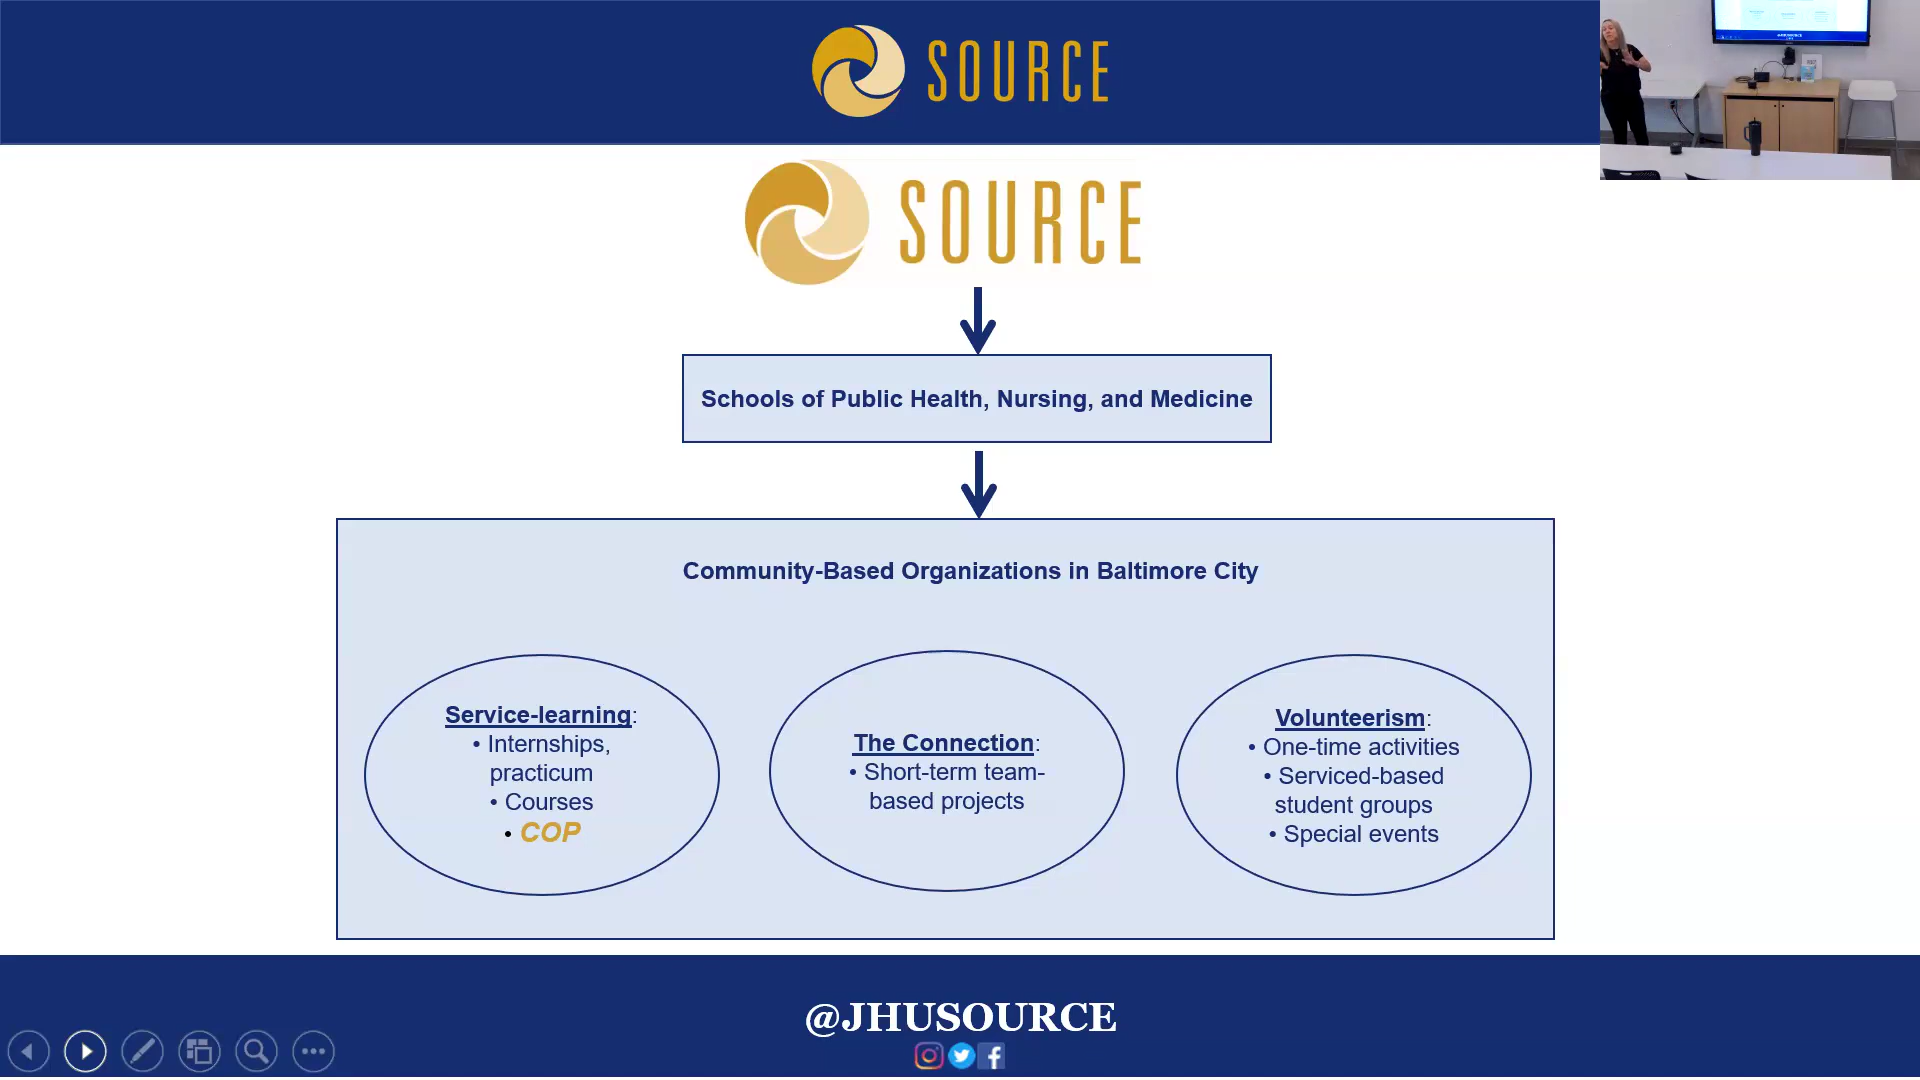 SOURCE
SOURCE
Schools of Public Health, Nursing, and Medicine
Community-Based Organizations in Baltimore City
Service-learning:
• Internships,
practicum
• Courses
• COP
The Connection:
• Short-term team-
based projects
Volunteerism:
• One-time activities
• Serviced-based
student groups
• Special events
@JHUSOURCE